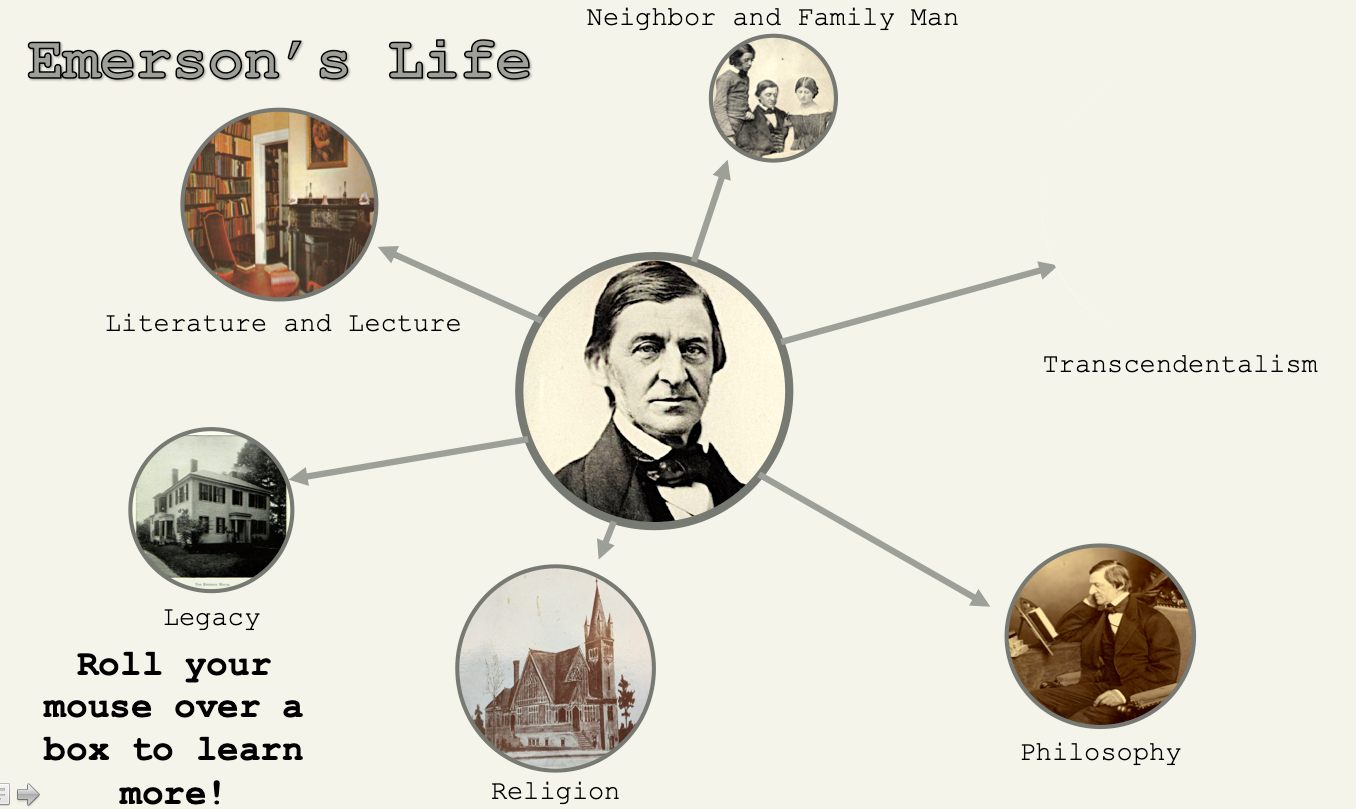 Neighbor and Family Man
Emerson’s Life
Literature and Lecture
Transcendentalism
Legacy
Roll your
mouse over a
box to learn
more!
Philosophy
Religion